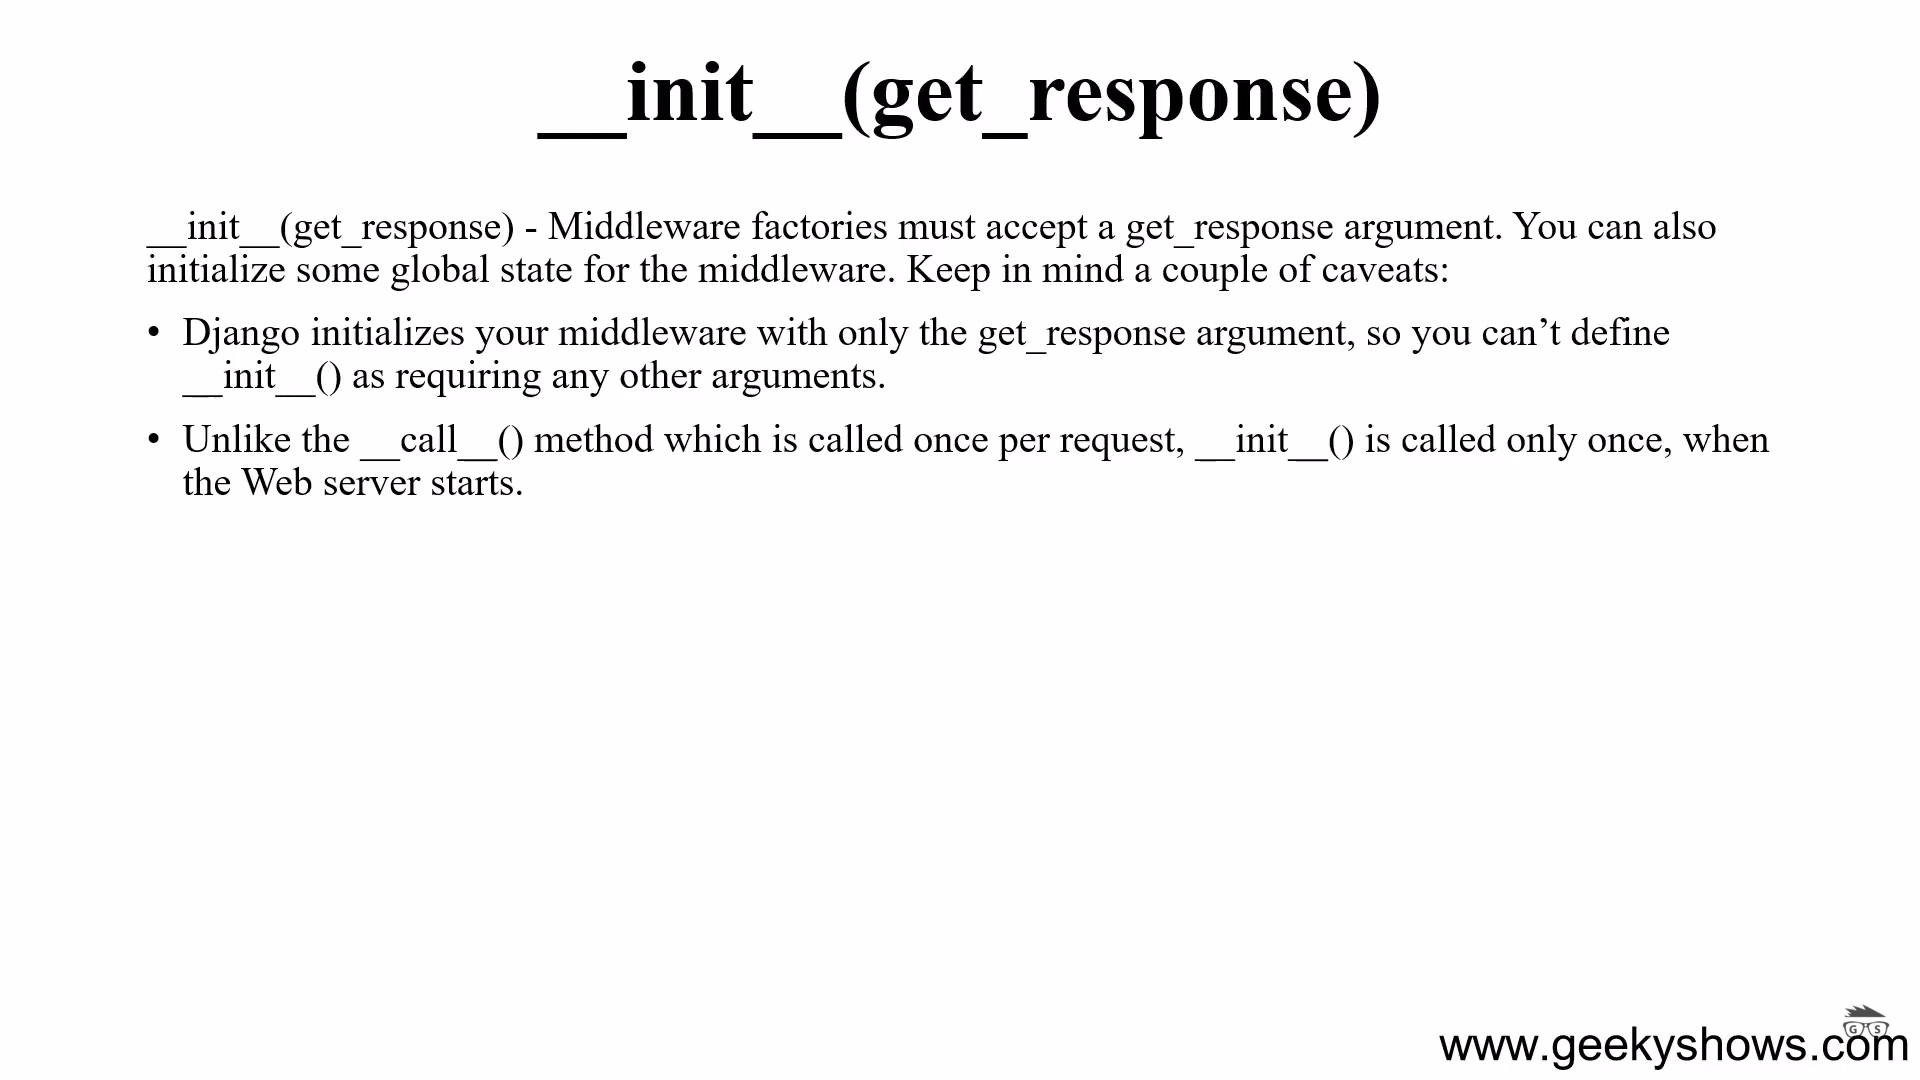 __init__(get_response)
__init__(get_response) - Middleware factories must accept a get_response argument. You can also
initialize some global state for the middleware. Keep in mind a couple of caveats:
• Django initializes your middleware with only the get_response argument, so you can’t define
__init__() as requiring any other arguments.
• Unlike the __call__() method which is called once per request, __init__() is called only once, when
the Web server starts.
G S
www.geekyshows.com